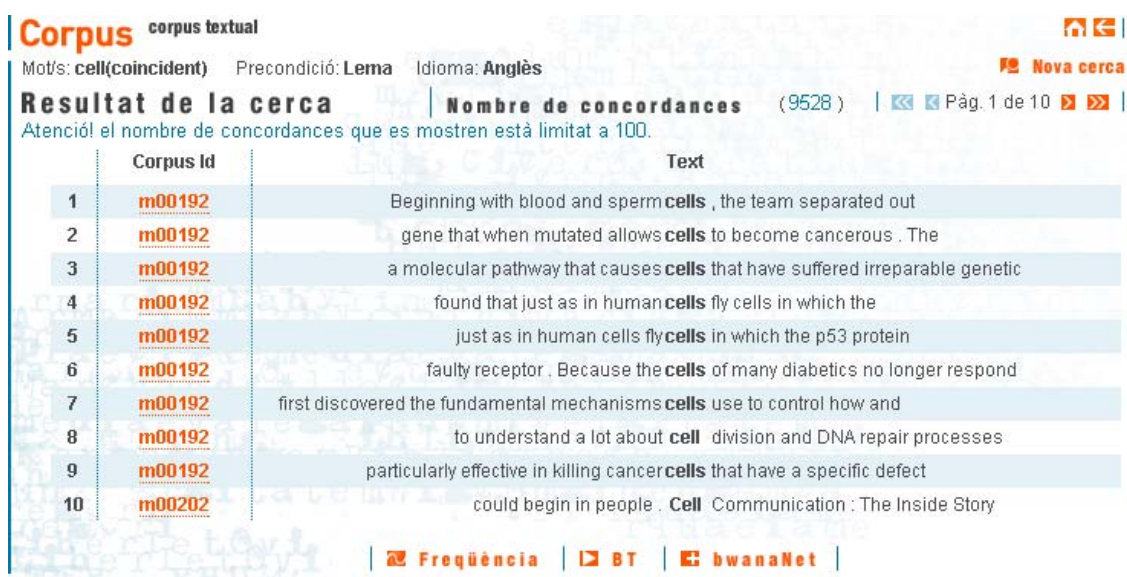 Corpus corpus textual
Mot/s: cell(coincident) Precondició: Lema Idioma: Anglès Nova cerca
Resultat de la cerca Nombre de concordances (9528) Pàg. 1 de 10
Atenció! el nombre de concordances que es mostren està limitat a 100.
Corpus Id Text
1 m00192 Beginning with blood and sperm cells , the team separated out
2 m00192 gene that when mutated allows cells to become cancerous . The
3 m00192 a molecular pathway that causes cells that have suffered irreparable genetic
4 m00192 found that just as in human cells fly cells in which the
5 m00192 just as in human cells fly cells in which the p53 protein
6 m00192 faulty receptor . Because the cells of many diabetics no longer respond
7 m00192 first discovered the fundamental mechanisms cells use to control how and
8 m00192 to understand a lot about cell division and DNA repair processes
9 m00192 particularly effective in killing cancer cells that have a specific defect
10 m00202 could begin in people . Cell Communication : The Inside Story
Freqüència BT bwanaNet